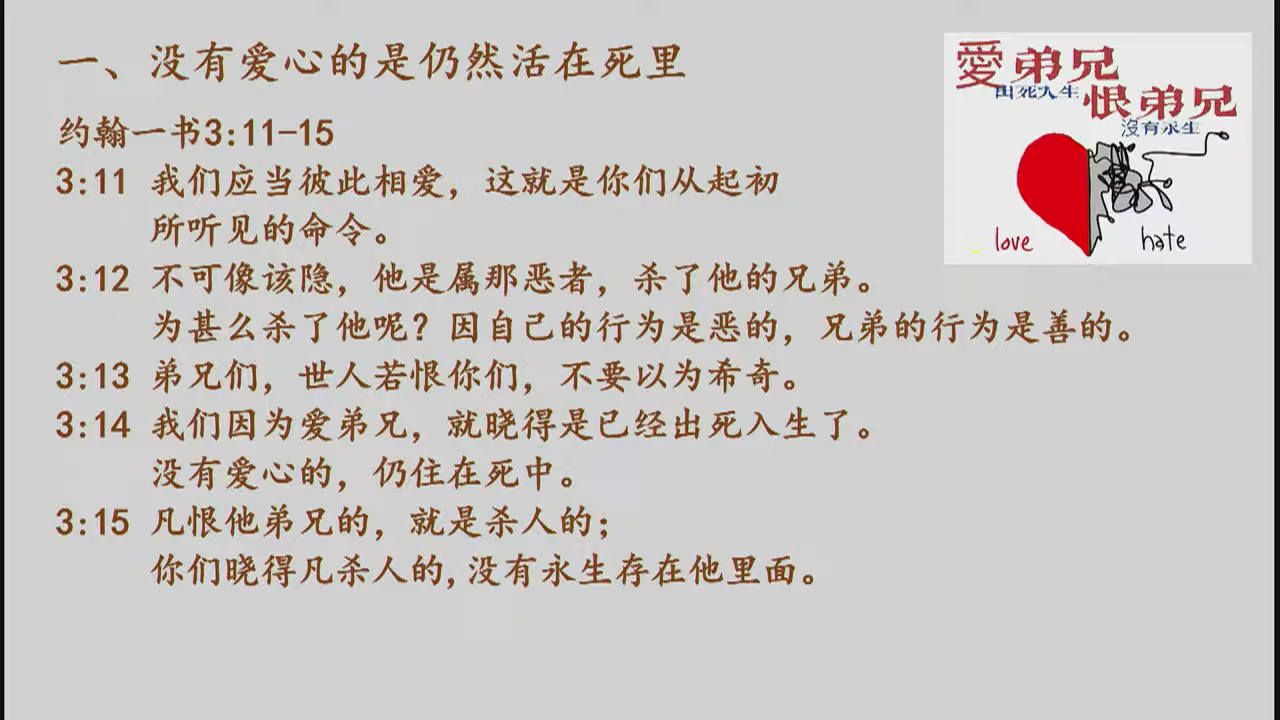 一、没有爱心的是仍然活在死里
约翰一书3:11-15
3:11 我们应当彼此相爱，这就是你们从起初
所听见的命令。
3:12 不可像该隐，他是属那恶者，杀了他的兄弟。
为甚么杀了他呢？因自己的行为是恶的，兄弟的行为是善的。
3:13 弟兄们，世人若恨你们，不要以为希奇。
3:14 我们因为爱弟兄，就晓得是已经出死入生了。
没有爱心的，仍住在死中。
3:15 凡恨他弟兄的，就是杀人的；
你们晓得凡杀人的,没有永生存在他里面。
愛弟兄
出死入生
恨弟兄
沒有永生
love
hate